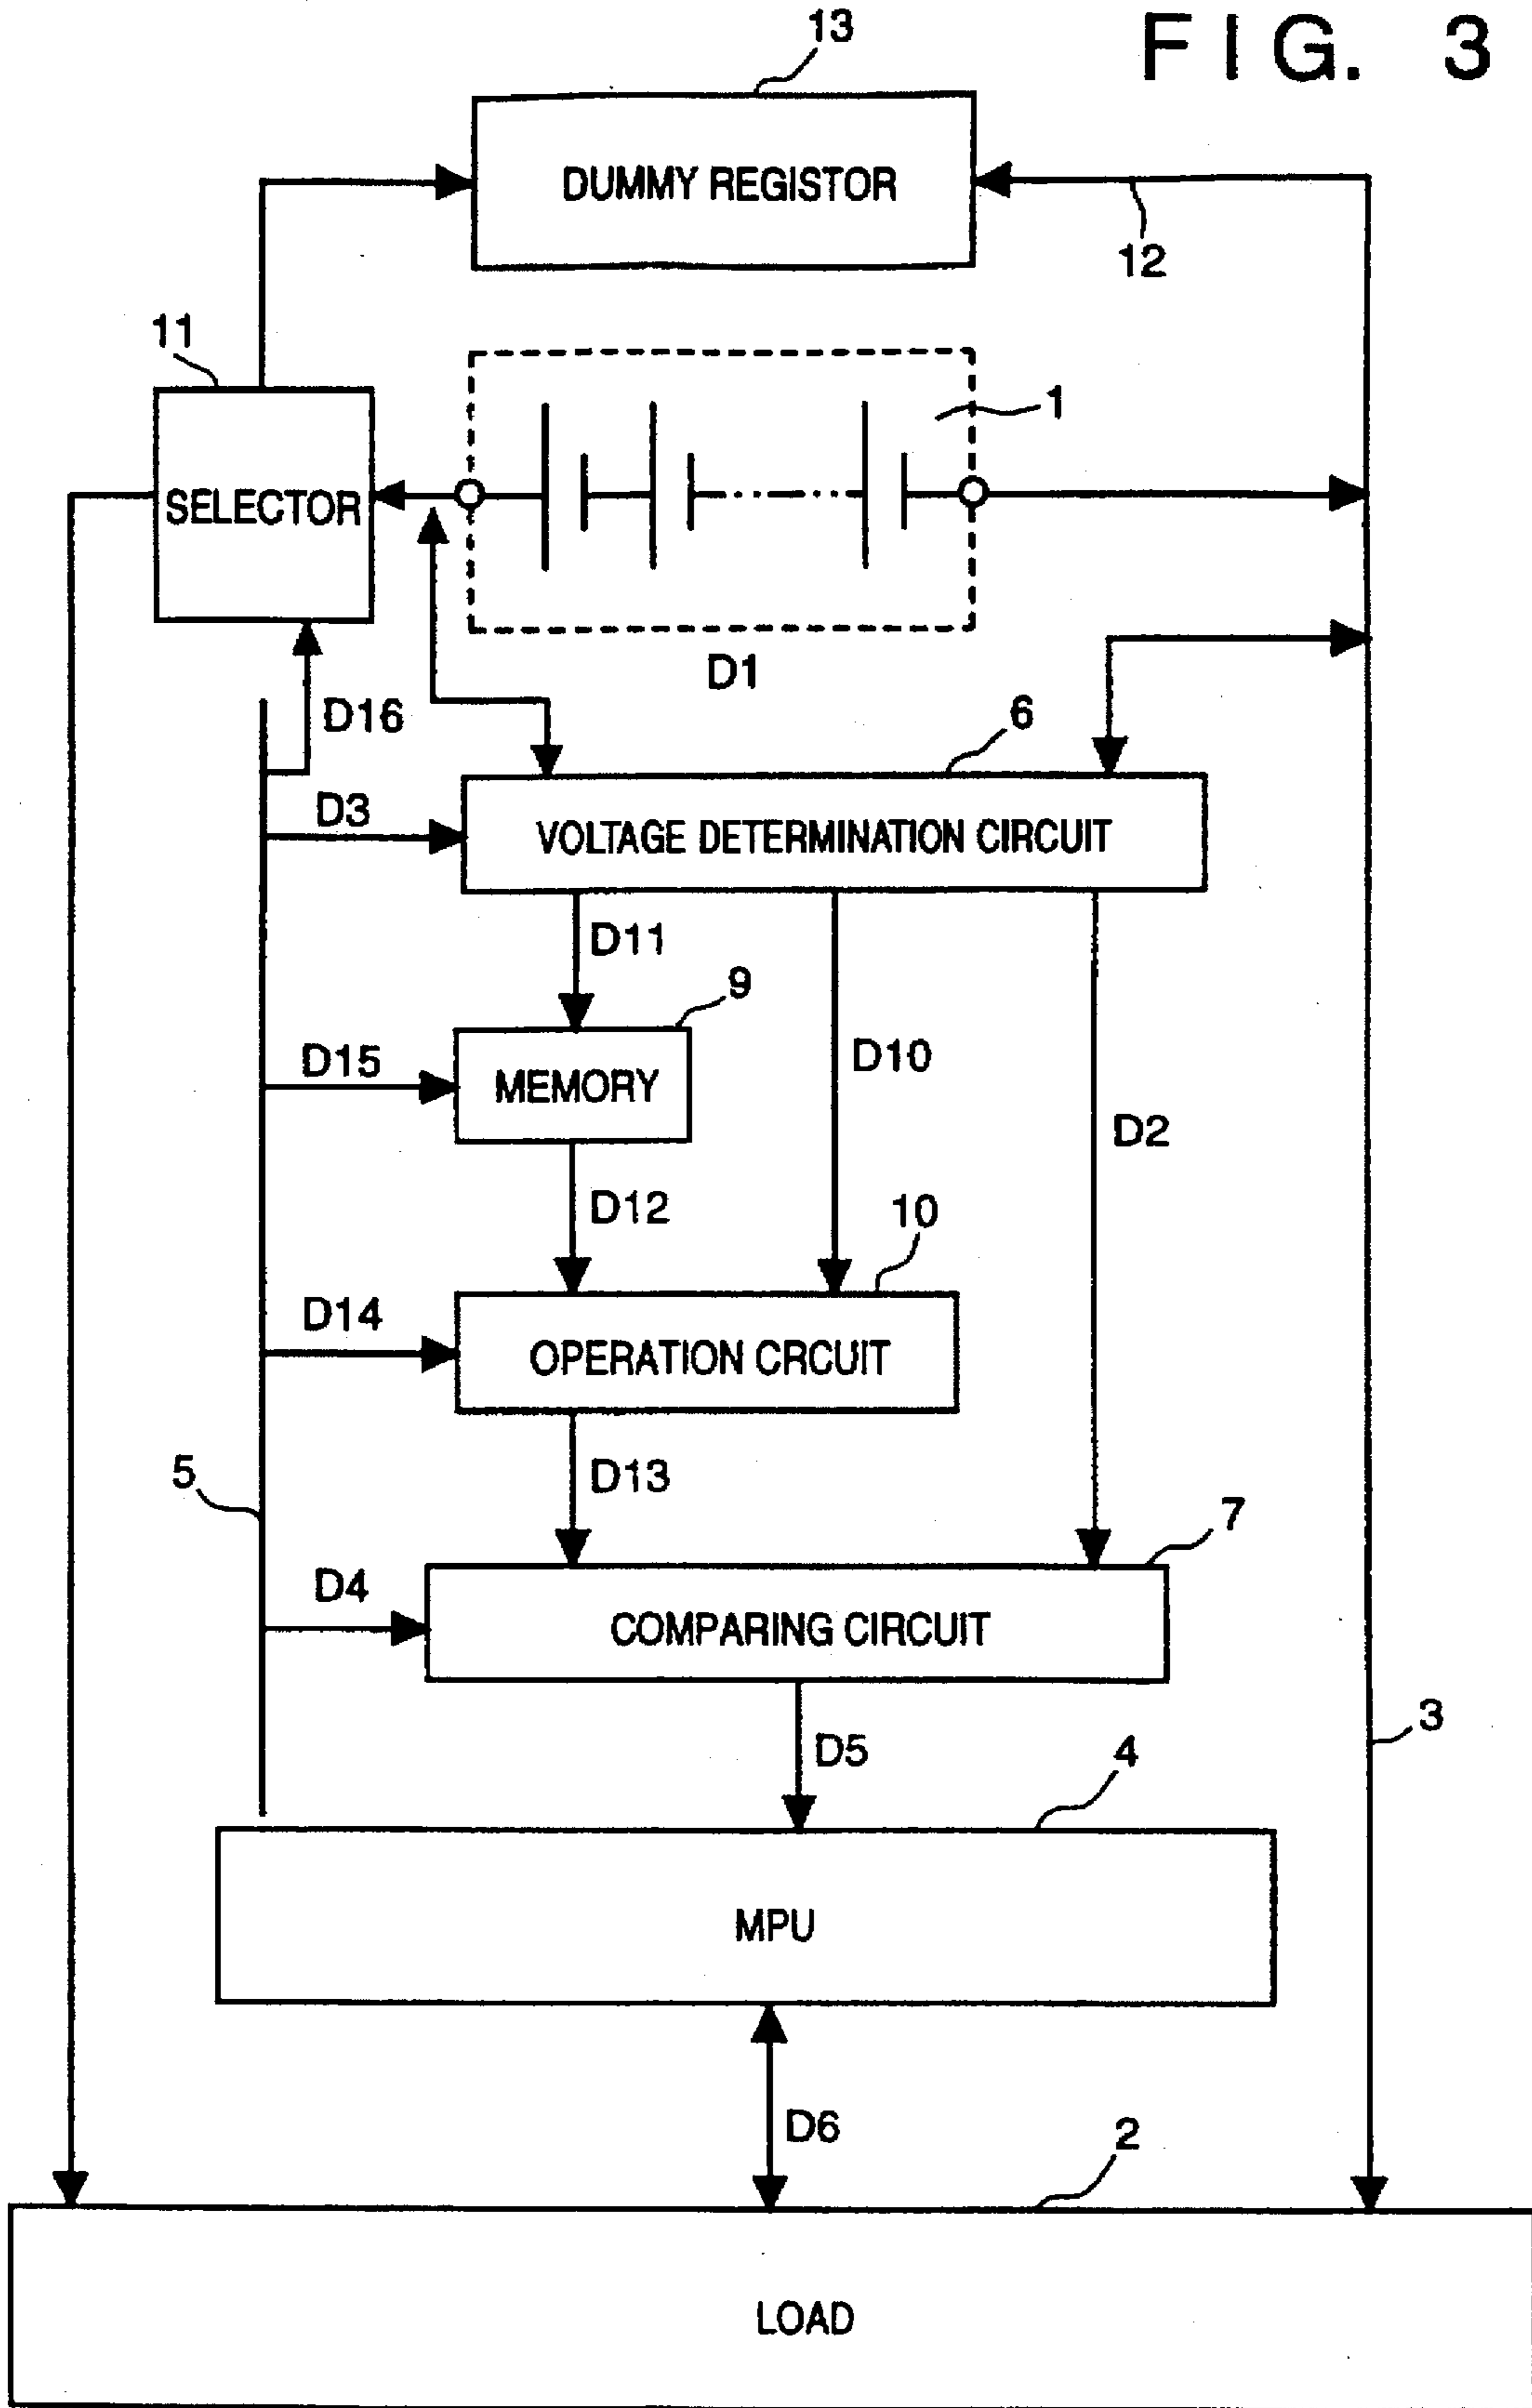 FIG. 3
13
DUMMY REGISTOR
12
11
1
SELECTOR
D1
D16
6
D3
VOLTAGE DETERMINATION CIRCUIT
D11
9
D15
MEMORY
D10
D2
D12
10
D14
OPERATION CRCUIT
5
D13
7
D4
COMPARING CIRCUIT
3
D5
4
MPU
D6
2
LOAD